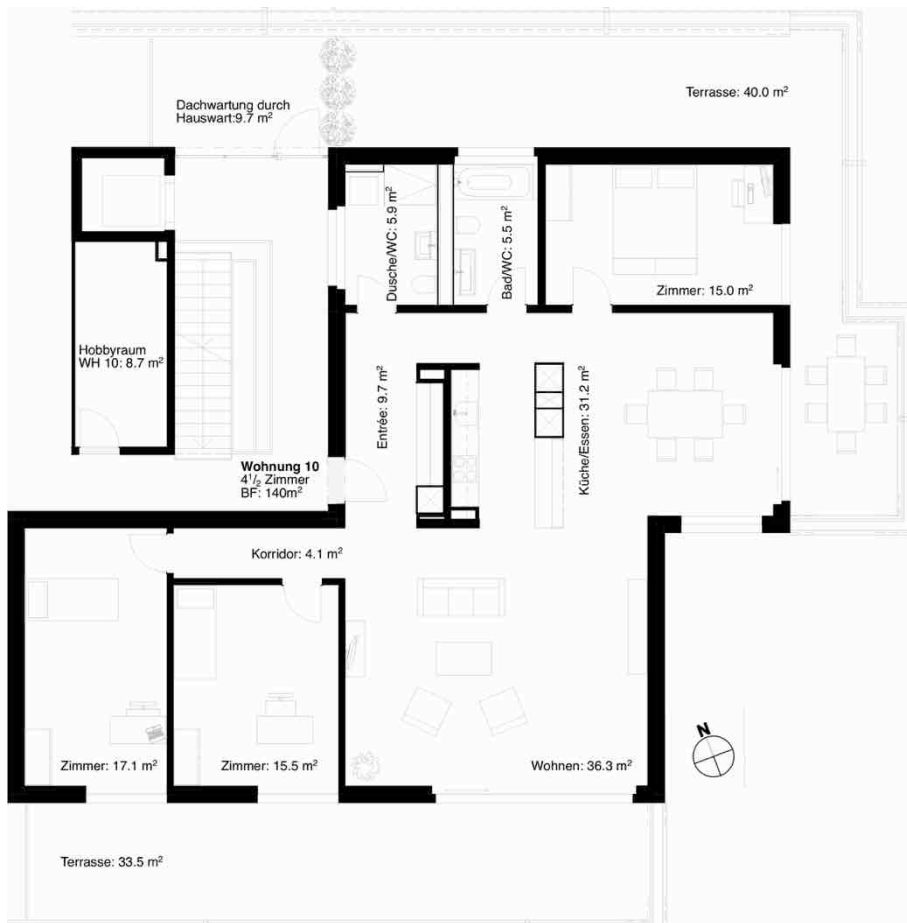 Terrasse: 40.0 m²
Dachwartung durch
Hauswart:9.7 m²
Dusche/WC: 5.9 m²
Bad/WC: 5.5 m²
Zimmer: 15.0 m²
Hobbyraum
WH 10: 8.7 m²
Entrée: 9.7 m²
Küche/Essen: 31.2 m²
Wohnung 10
4¹/₂ Zimmer
BF: 140m²
Korridor: 4.1 m²
Zimmer: 17.1 m²
Zimmer: 15.5 m²
Wohnen: 36.3 m²
N
Terrasse: 33.5 m²